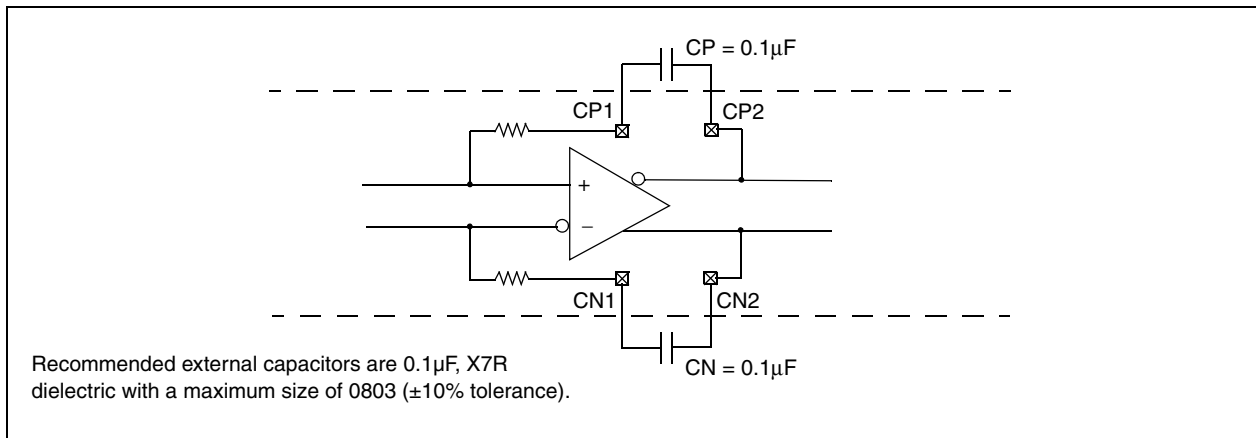 CP = 0.1μF
CP1
CP2
+
−
CN1
CN2
CN = 0.1μF
Recommended external capacitors are 0.1µF, X7R
dielectric with a maximum size of 0803 (±10% tolerance).